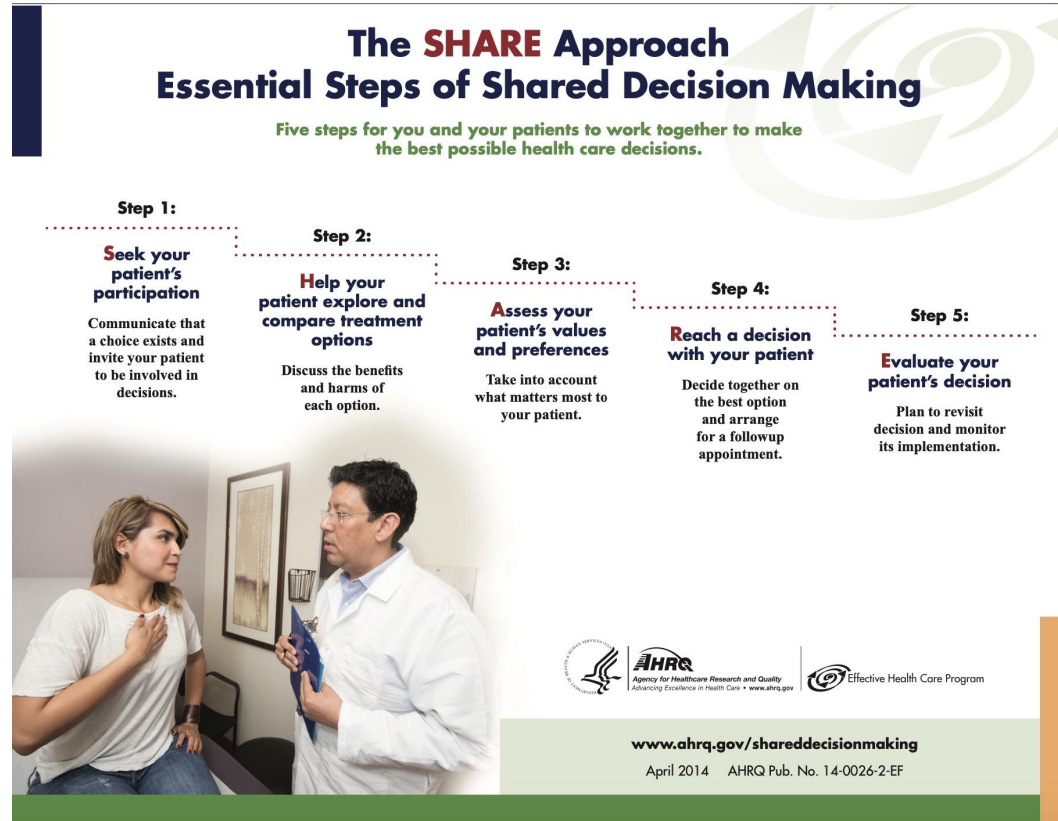 The SHARE Approach
Essential Steps of Shared Decision Making
Five steps for you and your patients to work together to make
the best possible health care decisions.
Step 1:
Seek your
patient’s
participation
Communicate that
a choice exists and
invite your patient
to be involved in
decisions.
Step 2:
Help your
patient explore and
compare treatment
options
Discuss the benefits
and harms of
each option.
Step 3:
Assess your
patient’s values
and preferences
Take into account
what matters most to
your patient.
Step 4:
Reach a decision
with your patient
Decide together on
the best option
and arrange
for a followup
appointment.
Step 5:
Evaluate your
patient’s decision
Plan to revisit
decision and monitor
its implementation.
AHRQ
Agency for Healthcare Research and Quality
Advancing Excellence in Health Care • www.ahrq.gov
Effective Health Care Program
www.ahrq.gov/shareddecisionmaking
April 2014 AHRQ Pub. No. 14-0026-2-EF